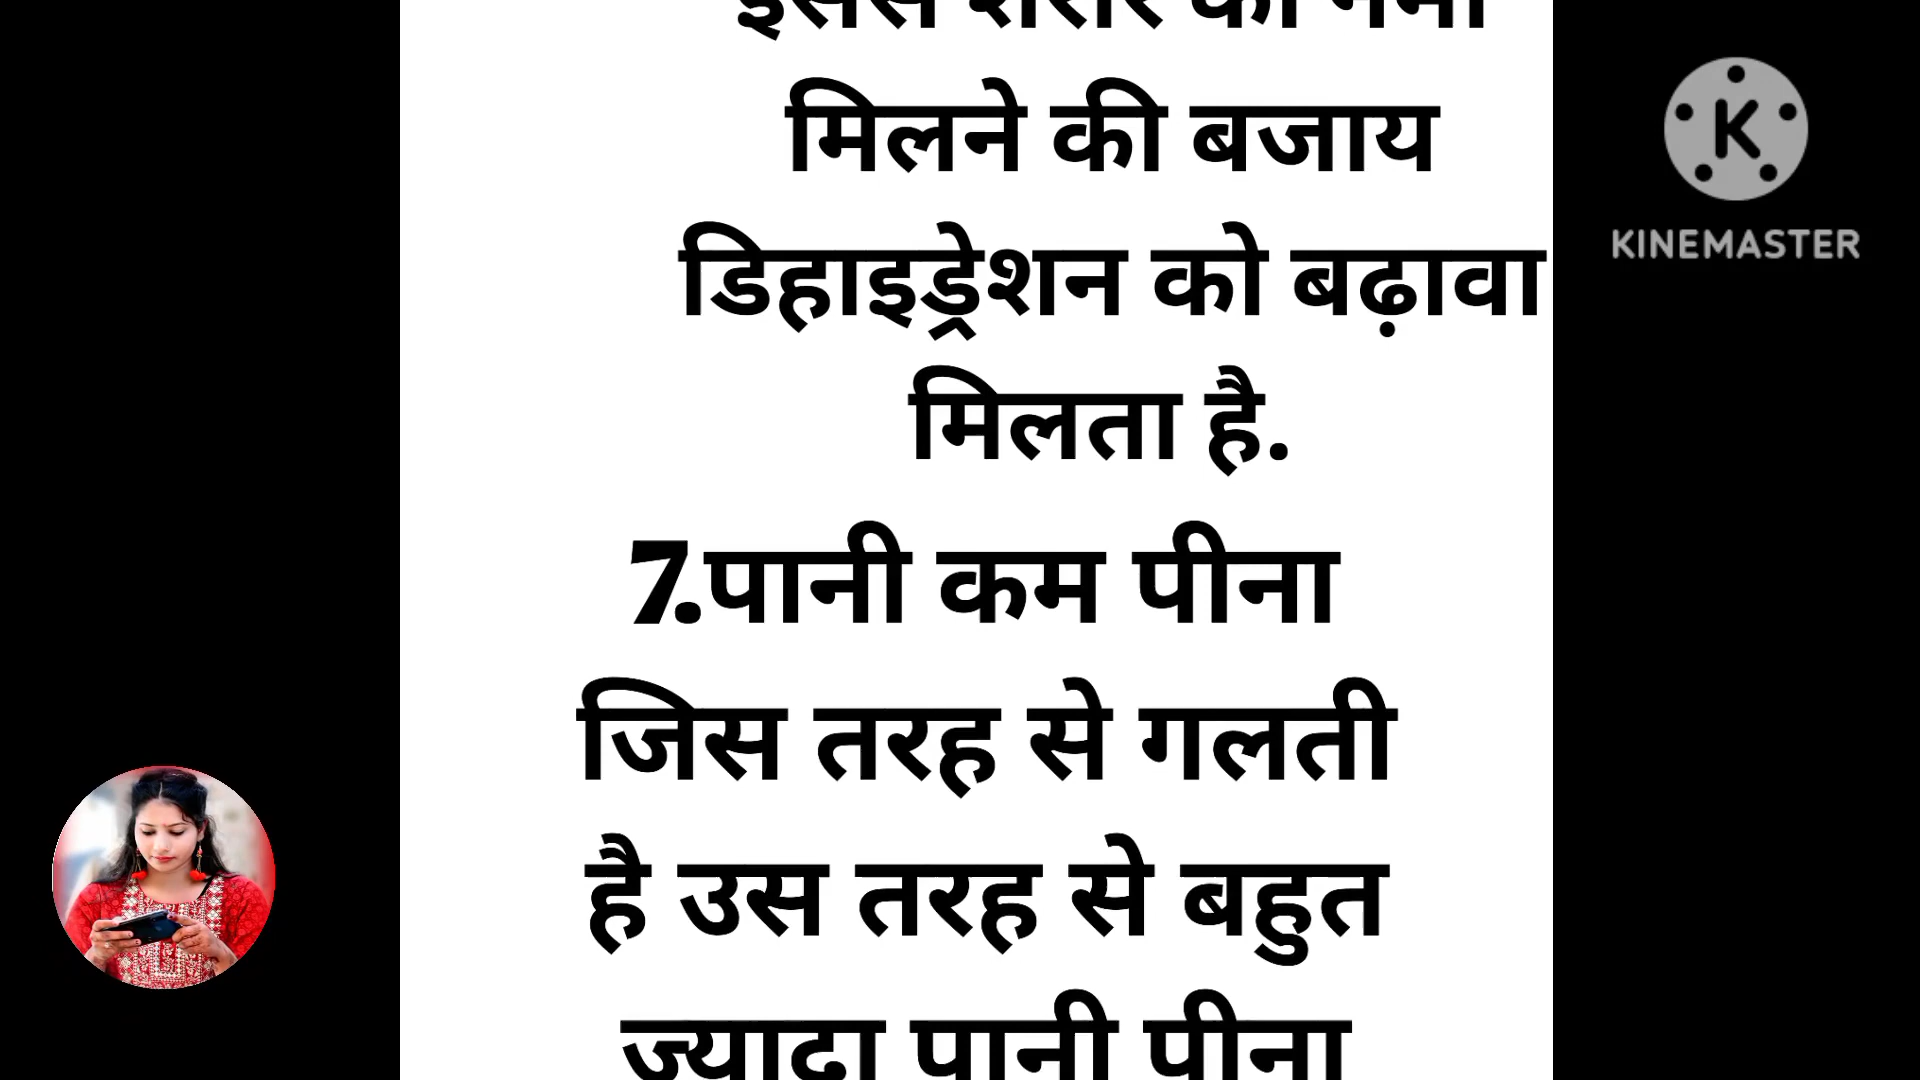 मिलने की बजाय
डिहाइड्रेशन को बढ़ावा
मिलता है.
7.पानी कम पीना
जिस तरह से गलती
है उस तरह से बहुत
ज्यादा पानी पीना
K
KINEMASTER